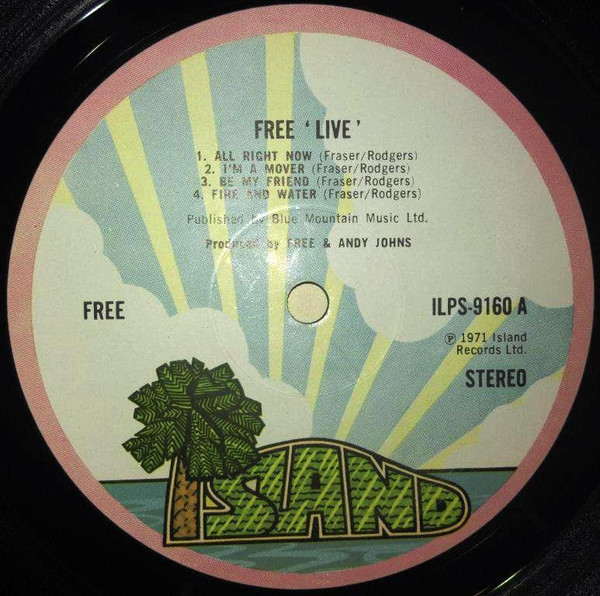 FREE ‘LIVE’
1. ALL RIGHT NOW (Fraser/Rodgers)
2. I'M A MOVER (Fraser/Rodgers)
3. BE MY FRIEND (Fraser/Rodgers)
4. FIRE AND WATER (Fraser/Rodgers)
Published by Blue Mountain Music Ltd.
Produced by FREE & ANDY JOHNS
FREE
ILPS-9160 A
℗ 1971 Island
Records Ltd.
STEREO
ISLAND